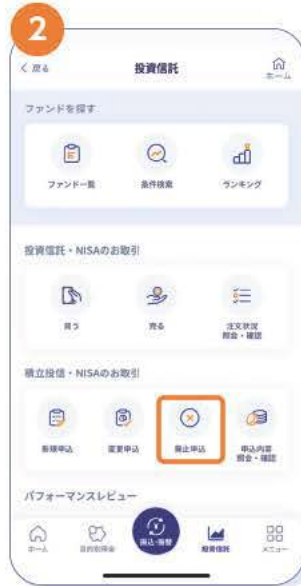 2
戻る
投資信託
ホーム
ファンドを探す
ファンド一覧
条件検索
ランキング
投資信託・NISAのお取引
買う
売る
注文状況
照会・確認
積立投信・NISAのお取引
新規申込
変更申込
廃止申込
申込内容
照会・確認
パフォーマンスレビュー
ホーム
目的別預金
振込・振替
投資信託
メニュー